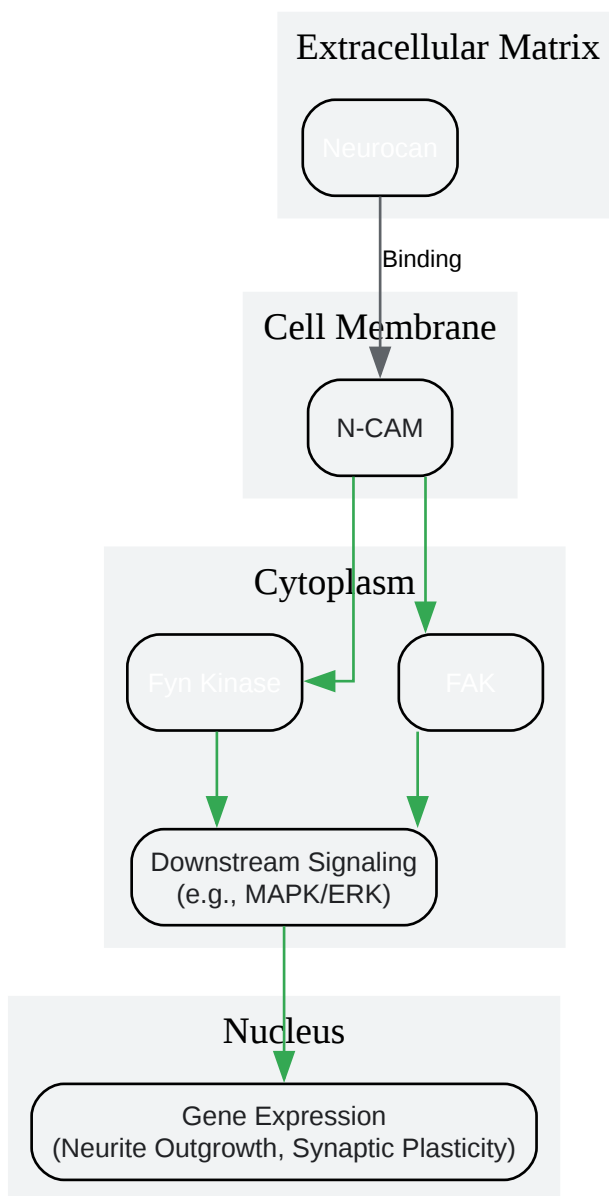 Extracellular Matrix
Neurocan
Binding
Cell Membrane
N-CAM
Cytoplasm
Fyn Kinase
FAK
Downstream Signaling
(e.g., MAPK/ERK)
Nucleus
Gene Expression
(Neurite Outgrowth, Synaptic Plasticity)